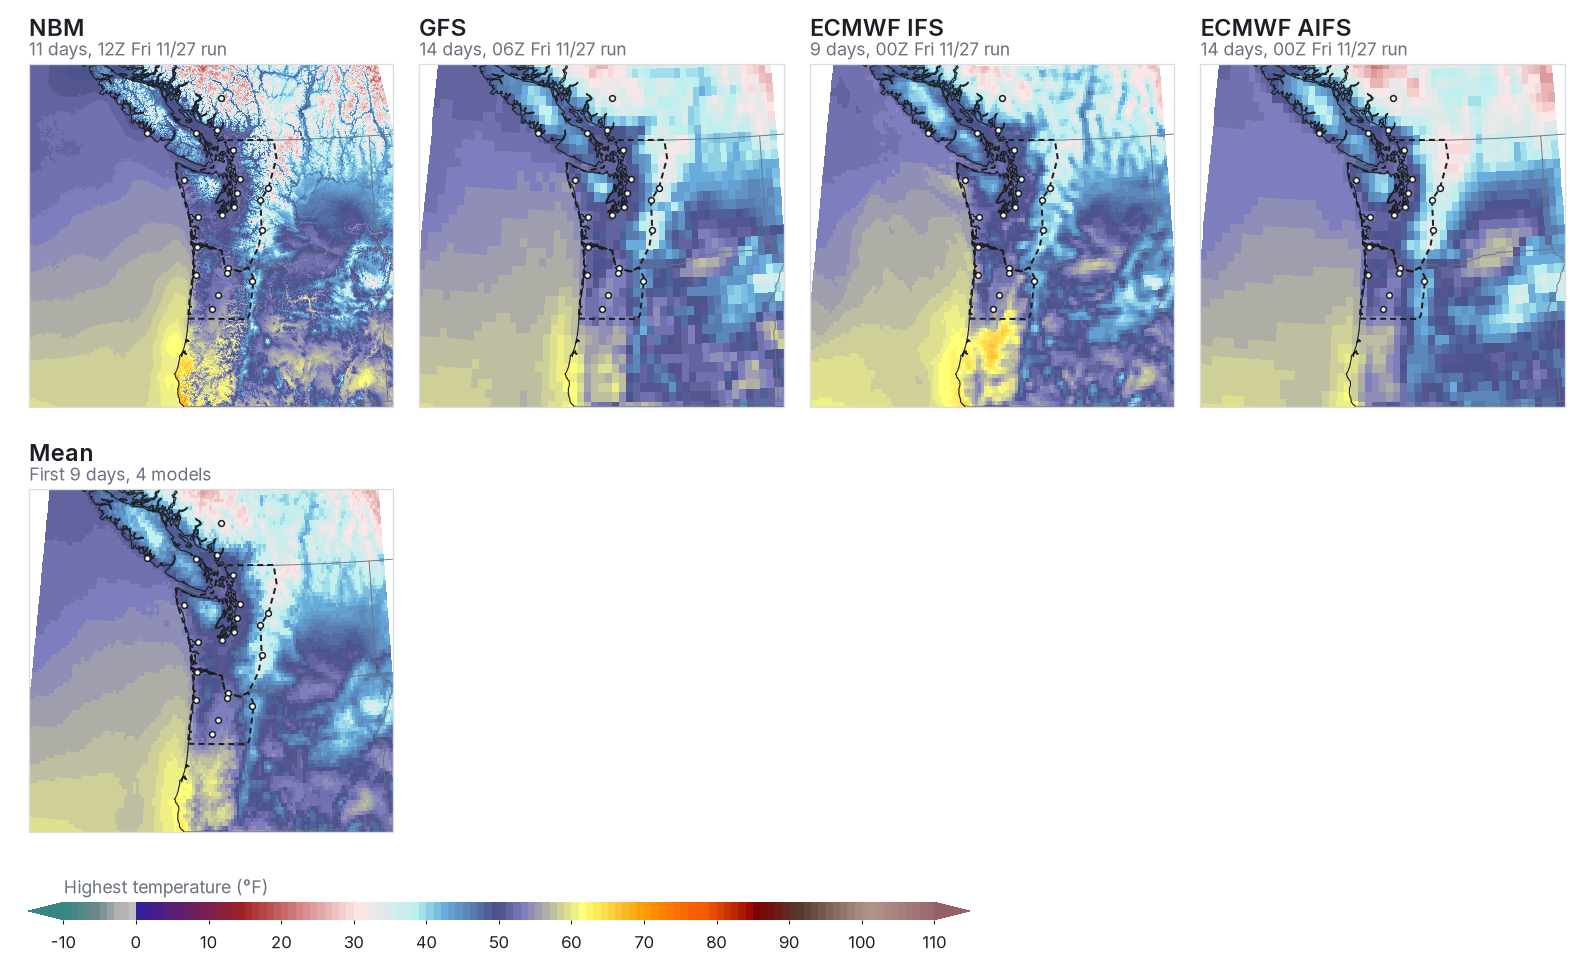 NBM
11 days, 12Z Fri 11/27 run
GFS
14 days, 06Z Fri 11/27 run
ECMWF IFS
9 days, 00Z Fri 11/27 run
ECMWF AIFS
14 days, 00Z Fri 11/27 run
Mean
First 9 days, 4 models
Highest temperature (°F)
-10 0 10 20 30 40 50 60 70 80 90 100 110